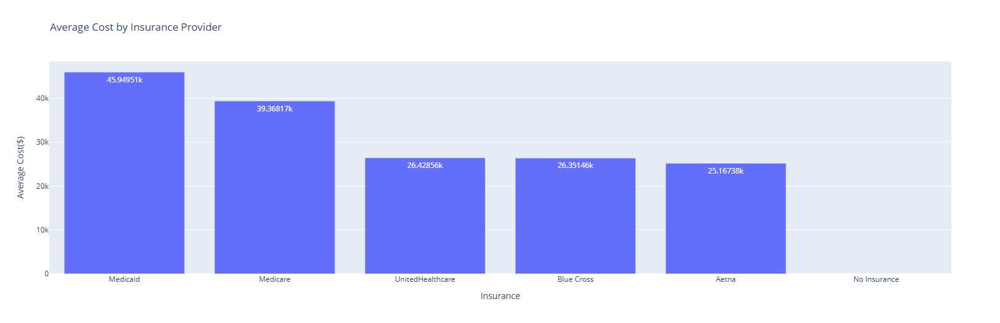 Average Cost by Insurance Provider
45.94951k
39.36817k
26.42856k
26.35146k
25.16738k
40k
30k
20k
10k
0
Average Cost($)
Medicaid
Medicare
UnitedHealthcare
Blue Cross
Aetna
No Insurance
Insurance